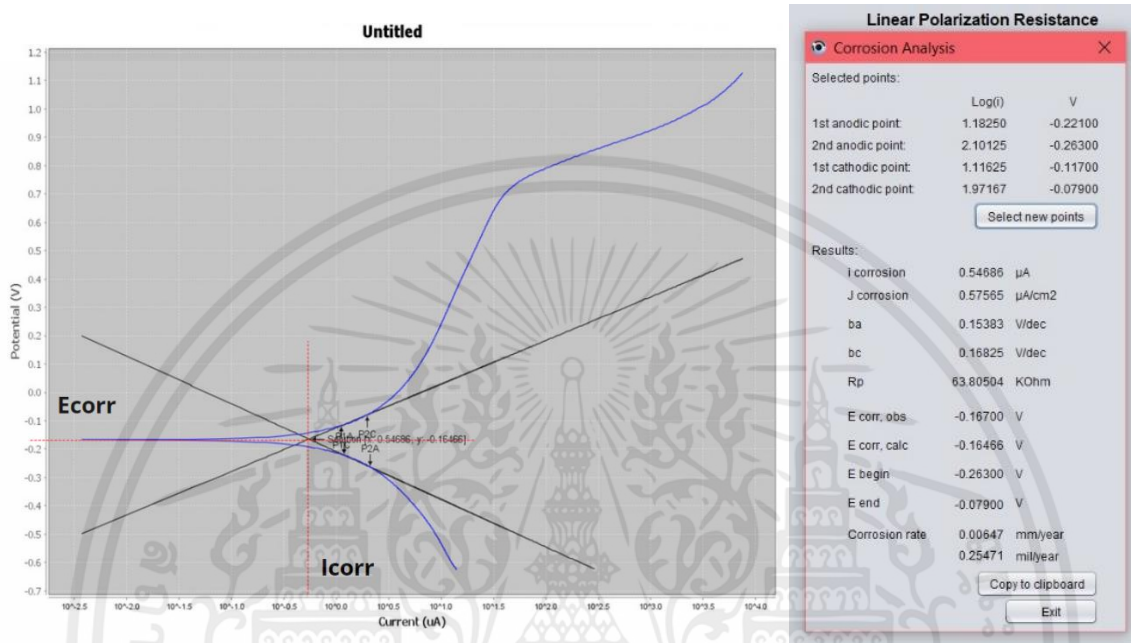 Untitled
1.2
1.1
1.0
0.9
0.8
0.7
0.6
0.5
0.4
0.3
0.2
0.1
0.0
-0.1
-0.2
-0.3
-0.4
-0.5
-0.6
-0.7
Potential (V)
Ecorr
P2C
Solution [x: 0.54686, y: -0.16466]
P2A
Icorr
10^-2.5 10^-2.0 10^-1.5 10^-1.0 10^-0.5 10^0.0 10^0.5 10^1.0 10^1.5 10^2.0 10^2.5 10^3.0 10^3.5 10^4.0
Current (uA)
Linear Polarization Resistance
Corrosion Analysis
Selected points:
Log(i) V
1st anodic point: 1.18250 -0.22100
2nd anodic point: 2.10125 -0.26300
1st cathodic point: 1.11625 -0.11700
2nd cathodic point: 1.97167 -0.07900
Select new points
Results:
i corrosion 0.54686 µA
J corrosion 0.57565 µA/cm2
ba 0.15383 V/dec
bc 0.16825 V/dec
Rp 63.80504 KOhm
E corr, obs -0.16700 V
E corr, calc -0.16466 V
E begin -0.26300 V
E end -0.07900 V
Corrosion rate 0.00647 mm/year
0.25471 mil/year
Copy to clipboard
Exit